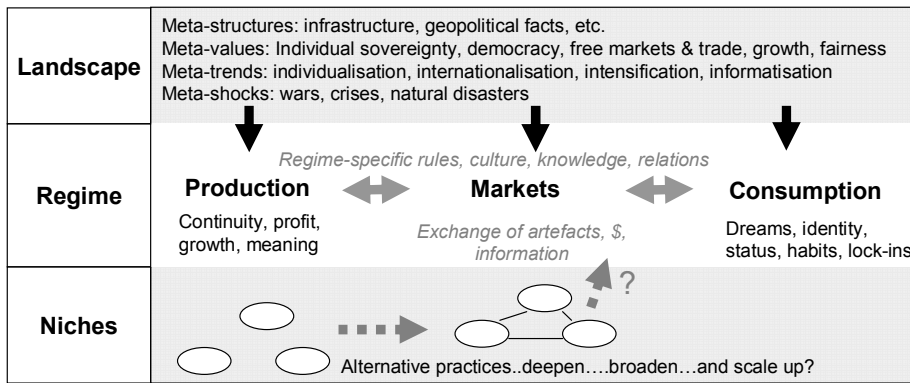 Landscape
Meta-structures: infrastructure, geopolitical facts, etc.
Meta-values: Individual sovereignty, democracy, free markets & trade, growth, fairness
Meta-trends: individualisation, internationalisation, intensification, informatisation
Meta-shocks: wars, crises, natural disasters
Regime
Regime-specific rules, culture, knowledge, relations
Production
Continuity, profit,
growth, meaning
Markets
Exchange of artefacts, $,
information
Consumption
Dreams, identity,
status, habits, lock-ins
Niches
?
Alternative practices..deepen….broaden…and scale up?